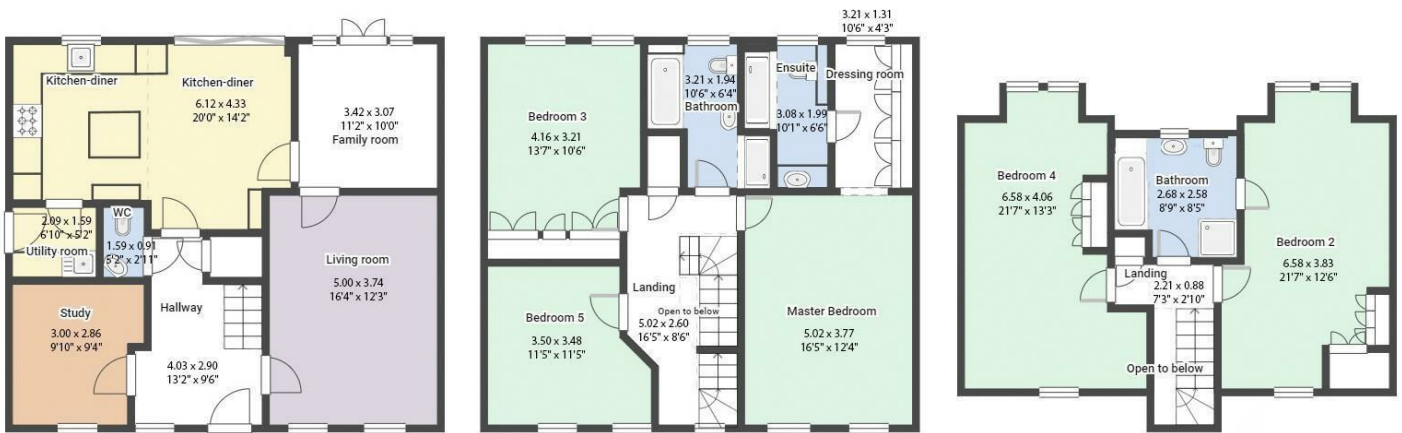 Kitchen-diner
Kitchen-diner
6.12 x 4.33
20'0" x 14'2"
3.42 x 3.07
11'2" x 10'0"
Family room
2.09 x 1.59
6'10" x 5'2"
Utility room
WC
1.59 x 0.91
5'2" x 2'11"
Living room
5.00 x 3.74
16'4" x 12'3"
Study
3.00 x 2.86
9'10" x 9'4"
Hallway
4.03 x 2.90
13'2" x 9'6"
Bedroom 3
4.16 x 3.21
13'7" x 10'6"
3.21 x 1.94
10'6" x 6'4"
Bathroom
Ensuite
3.08 x 1.99
10'1" x 6'6"
3.21 x 1.31
10'6" x 4'3"
Dressing room
Landing
Open to below
5.02 x 2.60
16'5" x 8'6"
Bedroom 5
3.50 x 3.48
11'5" x 11'5"
Master Bedroom
5.02 x 3.77
16'5" x 12'4"
Bedroom 4
6.58 x 4.06
21'7" x 13'3"
Bathroom
2.68 x 2.58
8'9" x 8'5"
Bedroom 2
6.58 x 3.83
21'7" x 12'6"
Landing
2.21 x 0.88
7'3" x 2'10"
Open to below